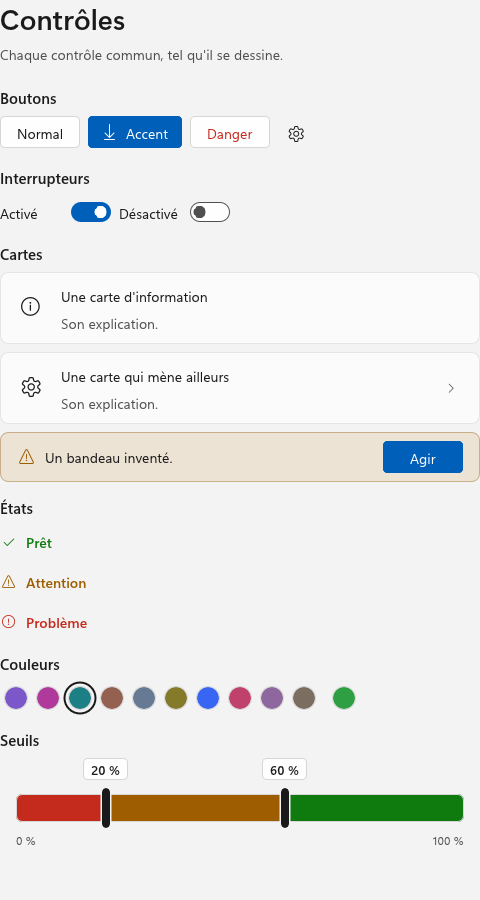 Contrôles
Chaque contrôle commun, tel qu'il se dessine.
Boutons
Normal
Accent
Danger
Interrupteurs
Activé
Désactivé
Cartes
Une carte d'information
Son explication.
Une carte qui mène ailleurs
Son explication.
Un bandeau inventé.
Agir
États
Prêt
Attention
Problème
Couleurs
Seuils
20 %
60 %
0 %
100 %